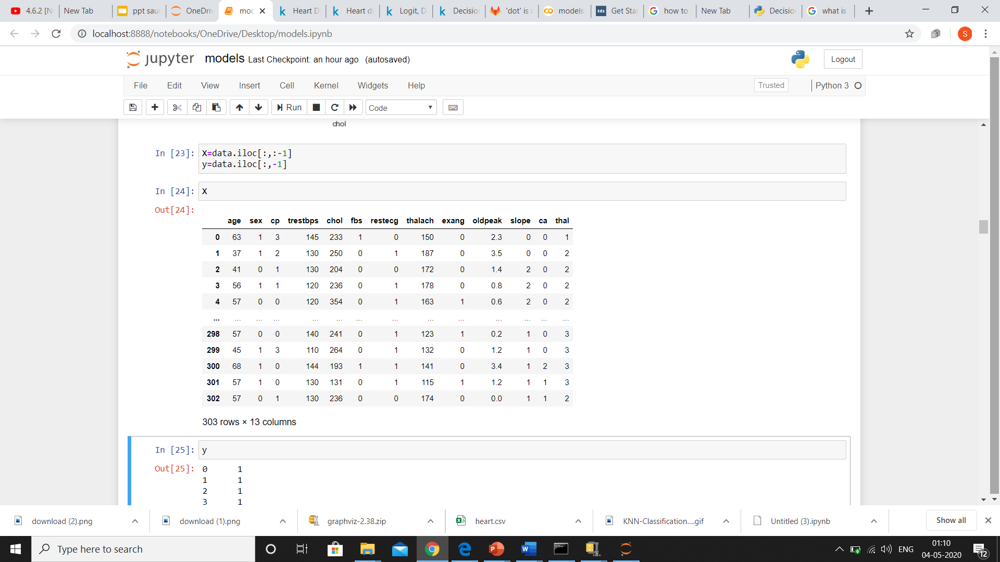 4.6.2 [N
New Tab
ppt sau
OneDriv
moc
Heart D
Heart di
Logit, D
Decision
'dot' is
models.
tds Get Sta
how to
New Tab
Decisio
what is
localhost:8888/notebooks/OneDrive/Desktop/models.ipynb
S
jupyter models Last Checkpoint: an hour ago (autosaved)
Logout
File Edit View Insert Cell Kernel Widgets Help
Trusted
Python 3
Run
Code
chol
In [23]: X=data.iloc[:,:-1]
y=data.iloc[:,-1]
In [24]: X
Out[24]:
age sex cp trestbps chol fbs restecg thalach exang oldpeak slope ca thal
0 63 1 3 145 233 1 0 150 0 2.3 0 0 1
1 37 1 2 130 250 0 1 187 0 3.5 0 0 2
2 41 0 1 130 204 0 0 172 0 1.4 2 0 2
3 56 1 1 120 236 0 1 178 0 0.8 2 0 2
4 57 0 0 120 354 0 1 163 1 0.6 2 0 2
... ... ... ... ... ... ... ... ... ... ... ... ... ...
298 57 0 0 140 241 0 1 123 1 0.2 1 0 3
299 45 1 3 110 264 0 1 132 0 1.2 1 0 3
300 68 1 0 144 193 1 1 141 0 3.4 1 2 3
301 57 1 0 130 131 0 1 115 1 1.2 1 1 3
302 57 0 1 130 236 0 0 174 0 0.0 1 1 2
303 rows × 13 columns
In [25]: y
Out[25]: 0 1
1 1
2 1
3 1
download (2).png
download (1).png
graphviz-2.38.zip
heart.csv
KNN-Classification....gif
Untitled (3).ipynb
Show all
Type here to search
ENG
01:10
04-05-2020
12